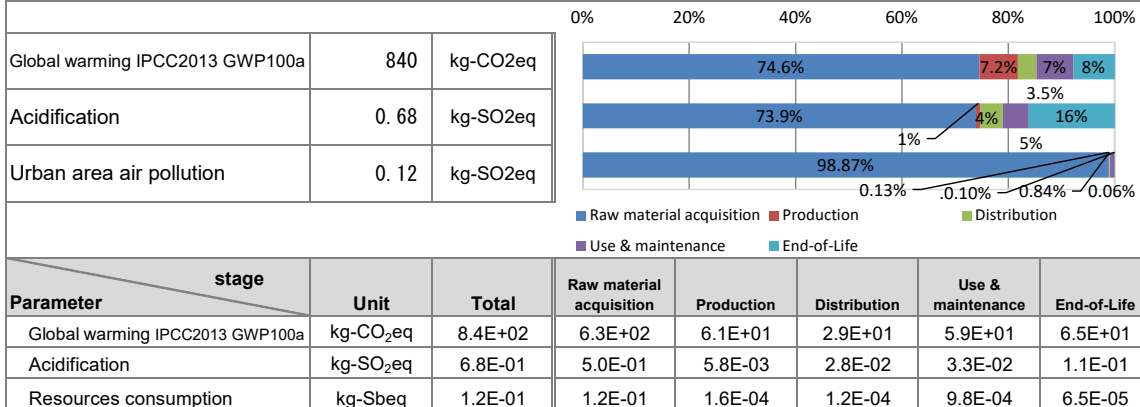 0% 20% 40% 60% 80% 100%
Global warming IPCC2013 GWP100a 840 kg-CO2eq 74.6% 7.2% 7% 8%
3.5%
Acidification 0.68 kg-SO2eq 73.9% 4% 16%
1% 5%
Urban area air pollution 0.12 kg-SO2eq 98.87%
0.13% .0.10% 0.84% 0.06%
Raw material acquisition Production Distribution
Use & maintenance End-of-Life
stage
Parameter Unit Total Raw material acquisition Production Distribution Use & maintenance End-of-Life
Global warming IPCC2013 GWP100a kg-CO₂eq 8.4E+02 6.3E+02 6.1E+01 2.9E+01 5.9E+01 6.5E+01
Acidification kg-SO₂eq 6.8E-01 5.0E-01 5.8E-03 2.8E-02 3.3E-02 1.1E-01
Resources consumption kg-Sbeq 1.2E-01 1.2E-01 1.6E-04 1.2E-04 9.8E-04 6.5E-05